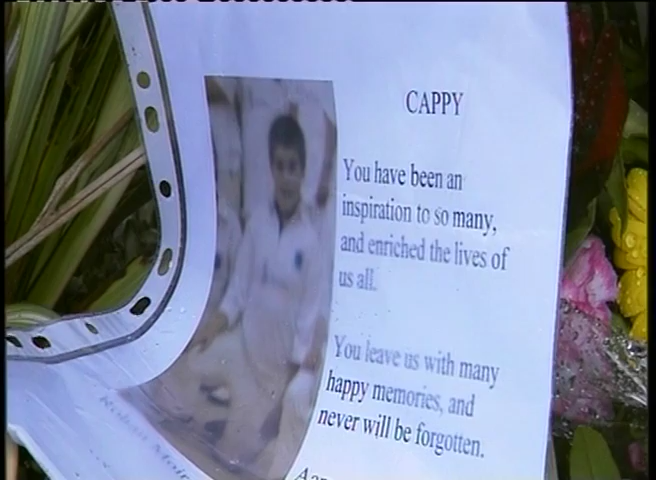 CAPPY
You have been an
inspiration to so many,
and enriched the lives of
us all.
You leave us with many
happy memories, and
never will be forgotten.